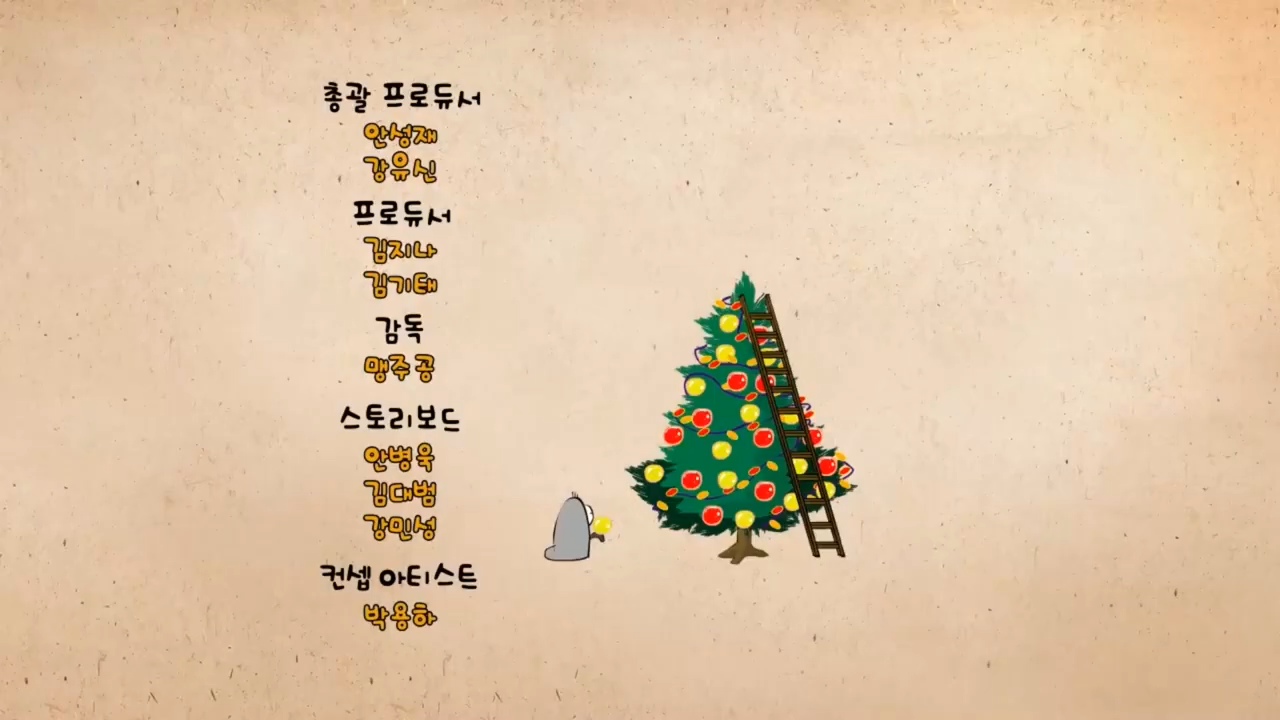 총괄 프로듀서
안성재
강유신
프로듀서
김지나
김기태
감독
맹주공
스토리보드
안병욱
김대범
강민성
컨셉 아티스트
박용하